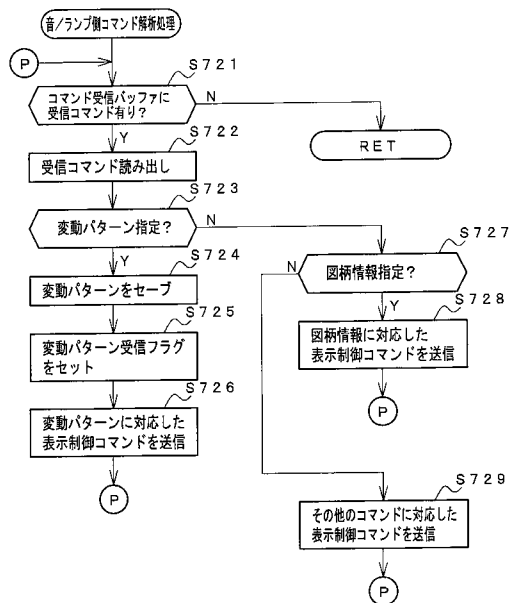 音/ランプ側コマンド解析処理
P
S721
コマンド受信バッファに
受信コマンド有り?
N
Y
RET
S722
受信コマンド読み出し
S723
変動パターン指定?
N
Y
S724
変動パターンをセーブ
S725
変動パターン受信フラグ
をセット
S726
変動パターンに対応した
表示制御コマンドを送信
P
S727
図柄情報指定?
N
Y
S728
図柄情報に対応した
表示制御コマンドを送信
P
S729
その他のコマンドに対応した
表示制御コマンドを送信
P